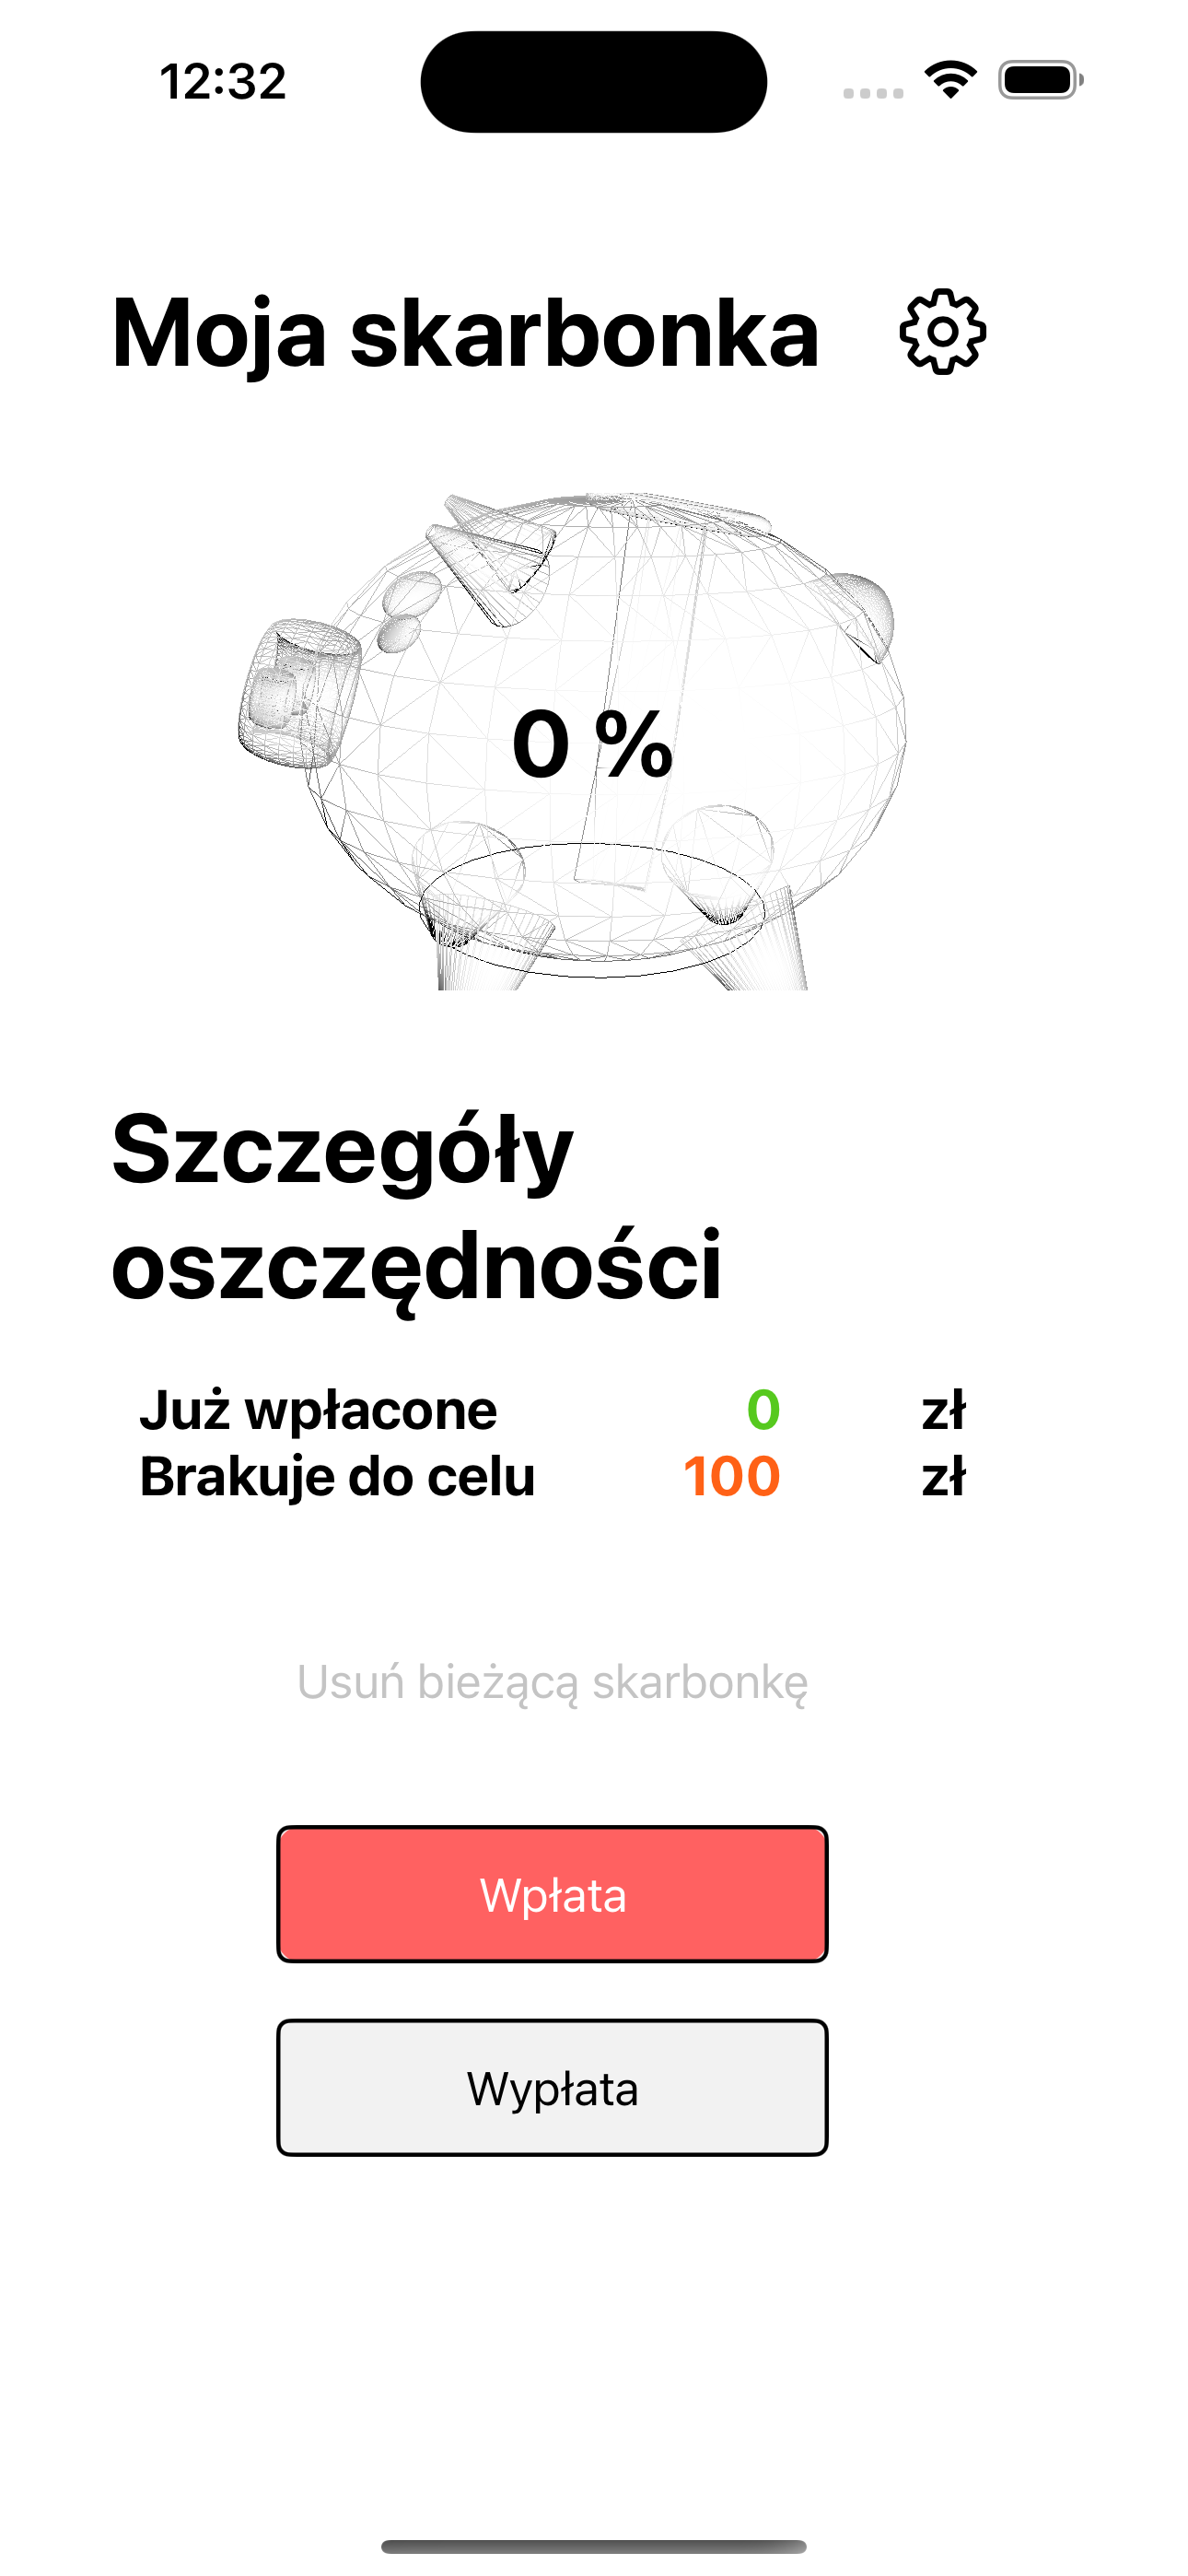 12:32
Moja skarbonka
0 %
Szczegóły
oszczędności
Już wpłacone 0 zł
Brakuje do celu 100 zł
Usuń bieżącą skarbonkę
Wpłata
Wypłata